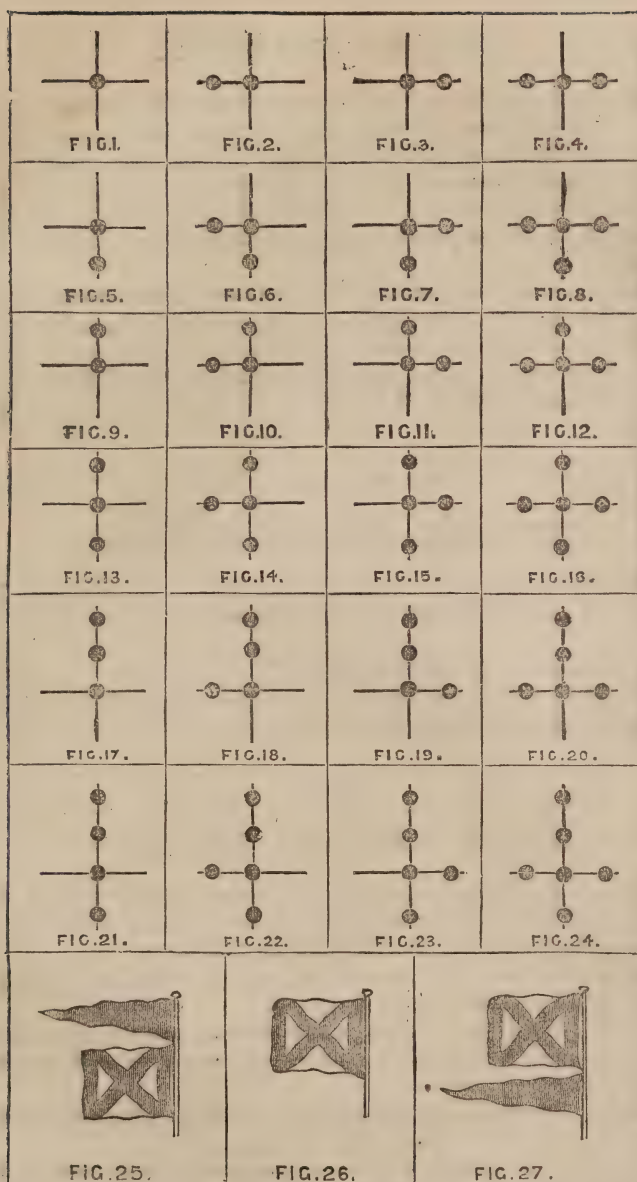 FIG.1. FIG.2. FIG.3. FIG.4.
FIG.5. FIG.6. FIG.7. FIG.8.
FIG.9. FIG.10. FIG.11. FIG.12.
FIG.13. FIG.14. FIG.15. FIG.16.
FIG.17. FIG.18. FIG.19. FIG.20.
FIG.21. FIG.22. FIG.23. FIG.24.
FIG.25. FIG.26. FIG.27.